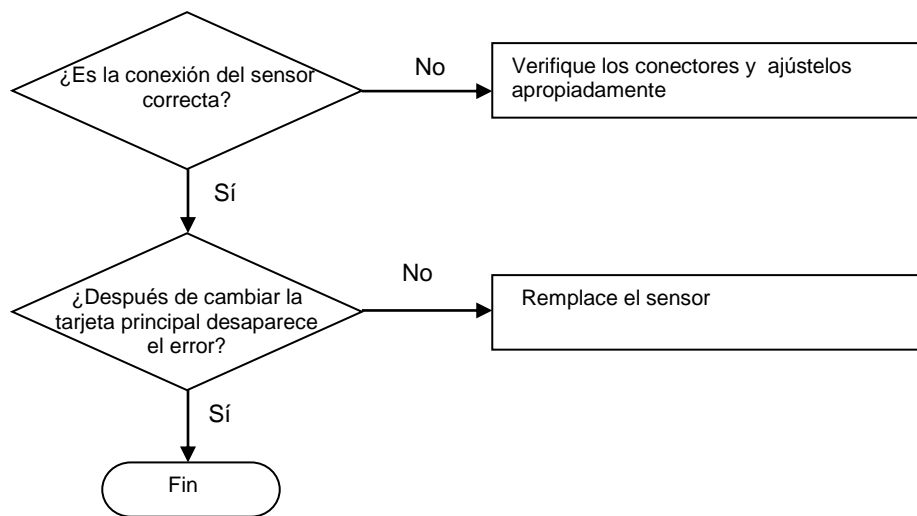 ¿Es la conexión del sensor
correcta?
No
Verifique los conectores y ajústelos
apropiadamente
Sí
¿Después de cambiar la
tarjeta principal desaparece
el error?
No
Remplace el sensor
Sí
Fin